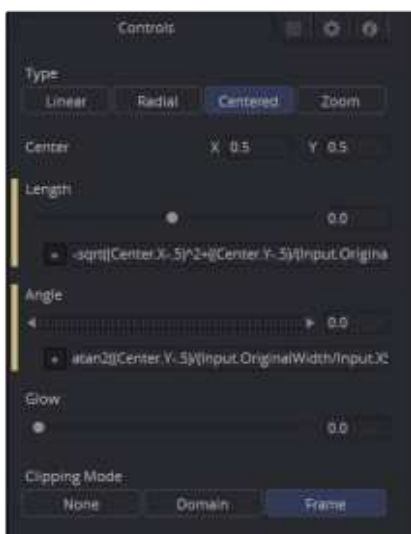 Controls
Type
Linear Radial Centered Zoom
Center X 0.5 Y 0.5
Length
0.0
+ -sqrt((Center.X-.5)^2+((Center.Y-.5)/(Input.Origina
Angle
0.0
+ atan2((Center.Y-.5)/(Input.OriginalWidth/Input.XS
Glow
0.0
Clipping Mode
None Domain Frame